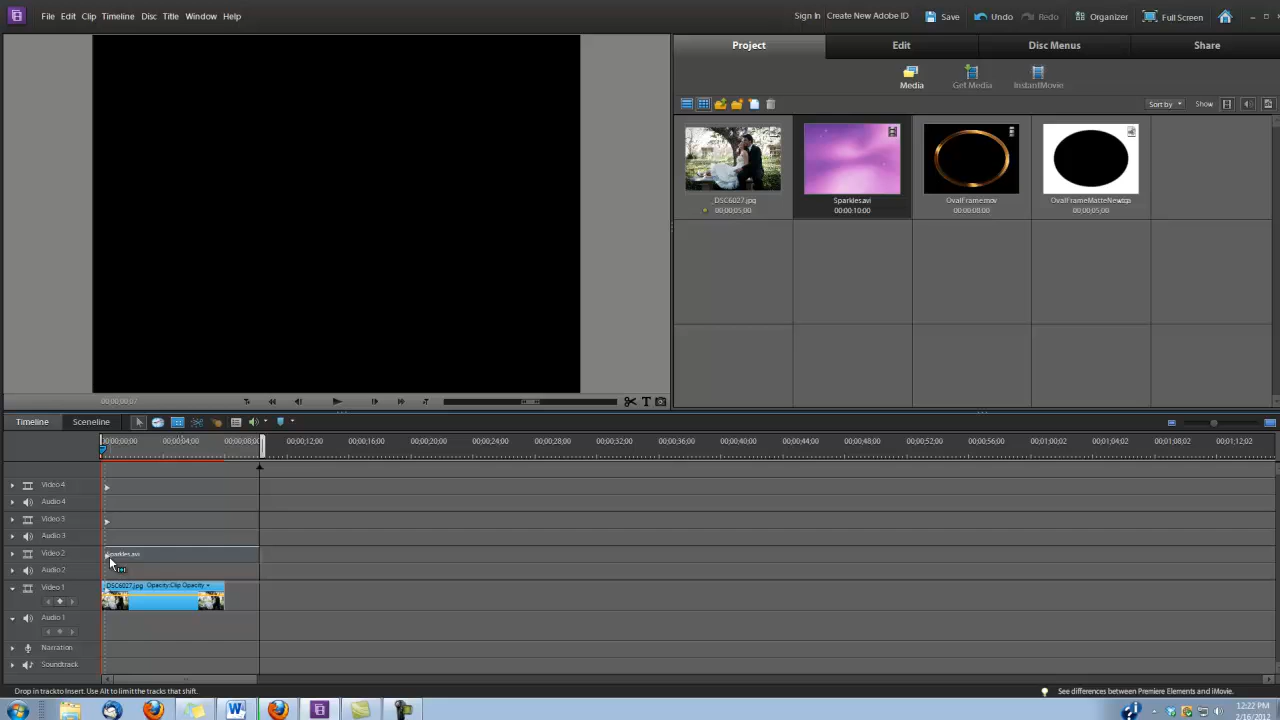 File Edit Clip Timeline Disc Title Window Help
Sign In Create New Adobe ID Save Undo Redo Organizer Full Screen
Project Edit Disc Menus Share
Media Get Media InstantMovie
Sort by Show
_DSC6027.jpg Sparkles.avi OvalFrame.mov
00;00;05;00 00:00:10:00 00:00:08:00 00;00;05;00
00;00;00;07 T
Timeline Sceneline
00;00;00;00 00;00;04;00 00;00;08;00 00;00;12;00 00;00;16;00 00;00;20;00 00;00;24;00 00;00;28;00 00;00;32;00 00;00;36;00 00;00;40;00 00;00;44;00 00;00;48;00 00;00;52;00 00;00;56;00 00;01;00;02 00;01;04;02 00;01;08;02 00;01;12;02
Video 4
Audio 4
Video 3
Audio 3
Video 2 Sparkles.avi
Audio 2
Video 1 _DSC6027.jpg Opacity:Clip Opacity
Audio 1
Narration
Soundtrack
Drop in track to Insert. Use Alt to limit the tracks that shift. See differences between Premiere Elements and iMovie.
12:22 PM
2/16/2012